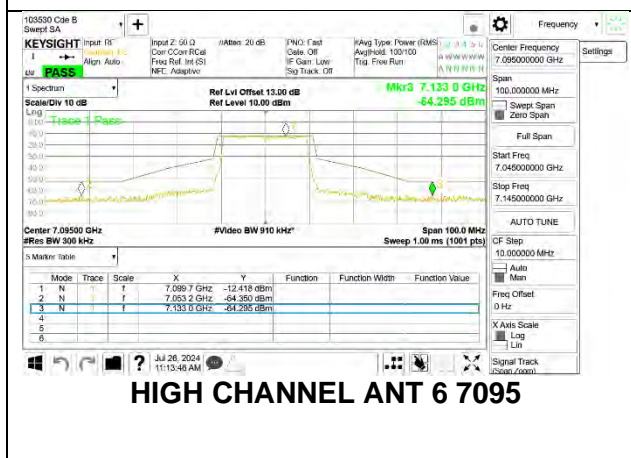 103530 Cde B
Swept SA
Frequency
KEYSIGHT Input: RF
Align: Auto
PASS
Input Z: 50 Ω
Corr CCorr RCal
Freq Ref: Int (S)
NFE: Adaptive
#Atten: 20 dB
PNO: Fast
Gate: Off
IF Gain: Low
Sig Track: Off
#Avg Type: Power (RMS)
Avg|Hold: 100/100
Trig: Free Run
Center Frequency
7.095000000 GHz
Settings
Span
100.000000 MHz
Swept Span
Zero Span
Full Span
Start Freq
7.045000000 GHz
Stop Freq
7.145000000 GHz
AUTO TUNE
CF Step
10.000000 MHz
Auto
Man
Freq Offset
0 Hz
X Axis Scale
Log
Lin
Signal Track
(Span Zoom)
1 Spectrum
Scale/Div 10 dB
Ref Lvl Offset 13.00 dB
Ref Level 10.00 dBm
Mkr3 7.133 0 GHz
-64.295 dBm
Log
Trace 1 Pass
Center 7.09500 GHz
#Res BW 300 kHz
#Video BW 910 kHz*
Span 100.0 MHz
Sweep 1.00 ms (1001 pts)
5 Marker Table
Mode Trace Scale X Y Function Function Width Function Value
1 N 1 f 7.099 7 GHz -12.418 dBm
2 N 1 f 7.053 2 GHz -64.350 dBm
3 N 1 f 7.133 0 GHz -64.295 dBm
4
5
6
Jul 26, 2024
11:13:46 AM
HIGH CHANNEL ANT 6 7095